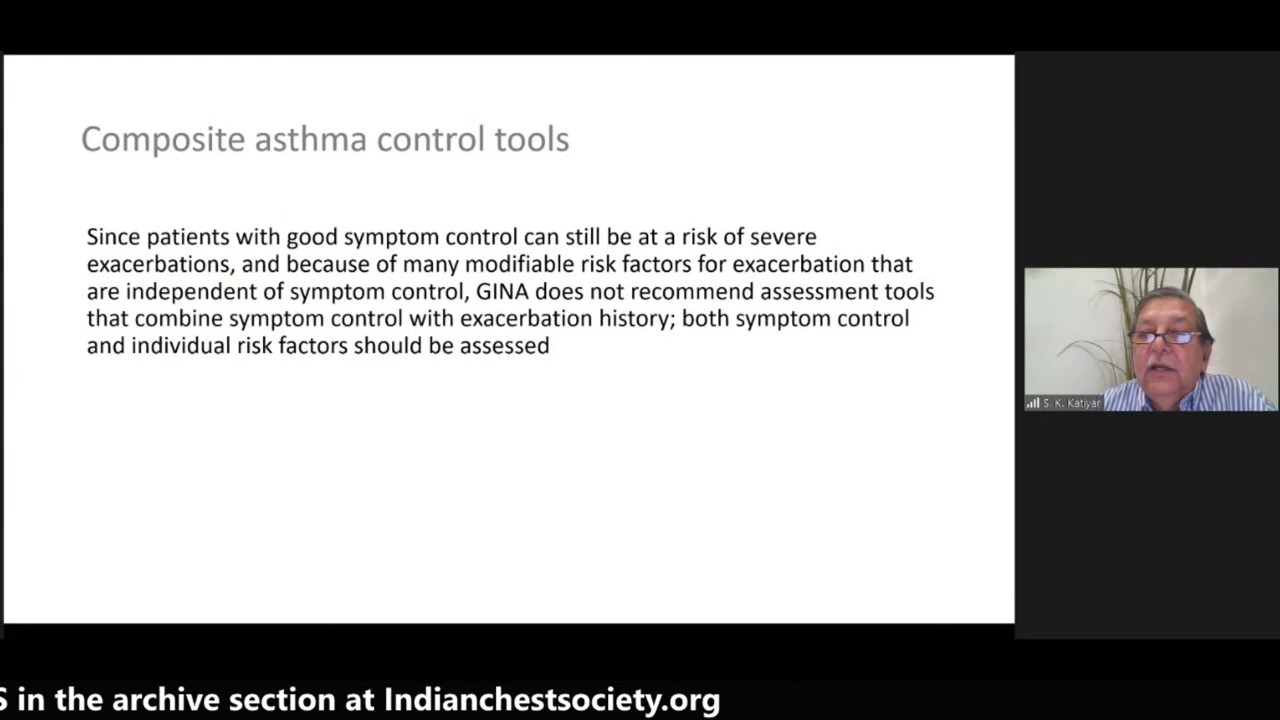 Composite asthma control tools
Since patients with good symptom control can still be at a risk of severe
exacerbations, and because of many modifiable risk factors for exacerbation that
are independent of symptom control, GINA does not recommend assessment tools
that combine symptom control with exacerbation history; both symptom control
and individual risk factors should be assessed
S. K. Katiyar
S in the archive section at Indianchestsociety.org